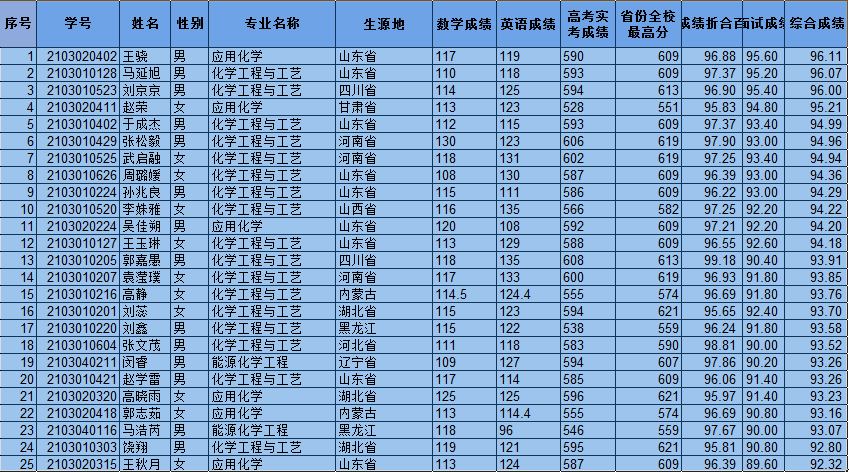 序号 学号 姓名 性别 专业名称 生源地 数学成绩 英语成绩 高考实考成绩 省份全校最高分 成绩折合百 面试成绩 综合成绩
1 2103020402 王骁 男 应用化学 山东省 117 119 590 609 96.88 95.60 96.11
2 2103010128 马延旭 男 化学工程与工艺 山东省 110 118 593 609 97.37 95.20 96.07
3 2103010523 刘京京 男 化学工程与工艺 四川省 114 125 594 613 96.90 95.40 96.00
4 2103020411 赵荣 女 应用化学 甘肃省 113 123 528 551 95.83 94.80 95.21
5 2103010402 于成杰 男 化学工程与工艺 山东省 112 115 593 609 97.37 93.40 94.99
6 2103010429 张松毅 男 化学工程与工艺 河南省 130 123 606 619 97.90 93.00 94.96
7 2103010525 武启融 女 化学工程与工艺 河南省 118 131 602 619 97.25 93.40 94.94
8 2103010626 周璐媛 女 化学工程与工艺 山东省 108 130 587 609 96.39 93.00 94.36
9 2103010224 孙兆良 男 化学工程与工艺 山东省 115 111 586 609 96.22 93.00 94.29
10 2103010520 李姝雅 女 化学工程与工艺 山西省 116 135 566 582 97.25 92.20 94.22
11 2103020224 吴佳朔 男 应用化学 山东省 120 108 592 609 97.21 92.20 94.20
12 2103010127 王玉琳 女 化学工程与工艺 山东省 113 129 588 609 96.55 92.60 94.18
13 2103010205 郭嘉愚 男 化学工程与工艺 四川省 118 135 608 613 99.18 90.40 93.91
14 2103010207 袁滢璞 女 化学工程与工艺 河南省 117 133 600 619 96.93 91.80 93.85
15 2103010216 高静 女 化学工程与工艺 内蒙古 114.5 124.4 555 574 96.69 91.80 93.76
16 2103010201 刘蕊 女 化学工程与工艺 湖北省 115 123 594 621 95.65 92.40 93.70
17 2103010220 刘鑫 男 化学工程与工艺 黑龙江 115 122 538 559 96.24 91.80 93.58
18 2103010604 张文茂 男 化学工程与工艺 河北省 111 118 583 590 98.81 90.00 93.52
19 2103040211 闵睿 男 能源化学工程 辽宁省 109 127 594 607 97.86 90.20 93.26
20 2103010421 赵学雷 男 化学工程与工艺 山东省 117 114 585 609 96.06 91.40 93.26
21 2103020320 高晓雨 女 应用化学 湖北省 125 125 596 621 95.97 91.40 93.23
22 2103020418 郭志茹 女 应用化学 内蒙古 113 114.4 555 574 96.69 90.80 93.16
23 2103040116 马浩芮 男 能源化学工程 黑龙江 118 96 546 559 97.67 90.00 93.07
24 2103010303 饶翔 男 化学工程与工艺 湖北省 119 121 595 621 95.81 90.80 92.80
25 2103020315 王秋月 女 应用化学 山东省 113 124 587 609 96.39 89.60 92.32